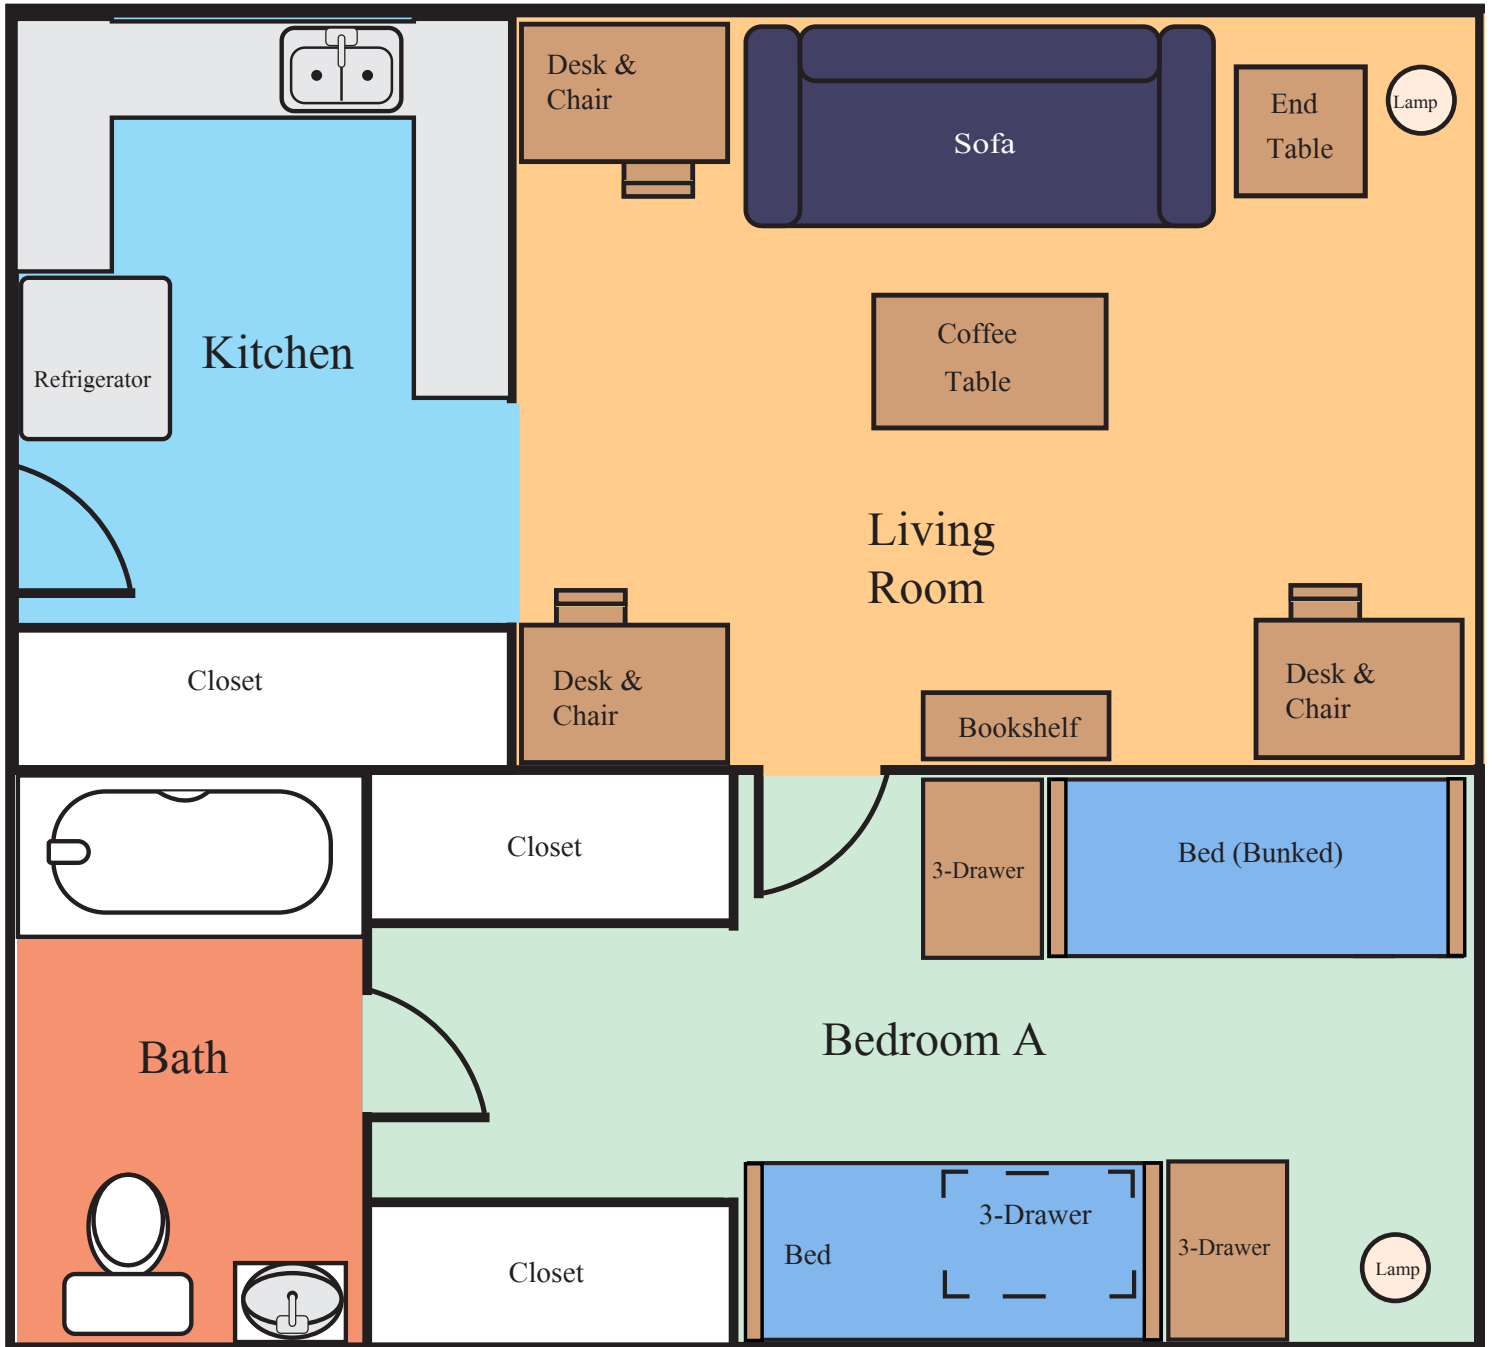 Desk &
Chair
Sofa
End
Table
Lamp
Kitchen
Refrigerator
Coffee
Table
Living
Room
Closet
Desk &
Chair
Bookshelf
Desk &
Chair
Closet
3-Drawer
Bed (Bunked)
Bath
Bedroom A
Closet
Bed
3-Drawer
3-Drawer
Lamp